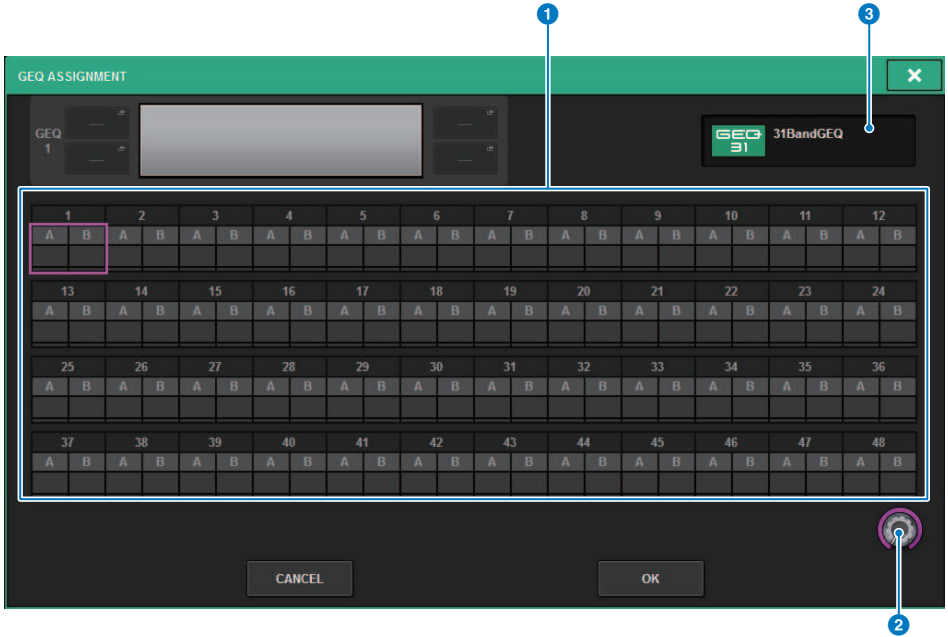 1 3
GEQ ASSIGNMENT
GEQ 1
---- ----
---- ----
GEQ 31 31BandGEQ
1 2 3 4 5 6 7 8 9 10 11 12
A B A B A B A B A B A B A B A B A B A B A B A B
13 14 15 16 17 18 19 20 21 22 23 24
A B A B A B A B A B A B A B A B A B A B A B A B
25 26 27 28 29 30 31 32 33 34 35 36
A B A B A B A B A B A B A B A B A B A B A B A B
37 38 39 40 41 42 43 44 45 46 47 48
A B A B A B A B A B A B A B A B A B A B A B A B
CANCEL OK
2